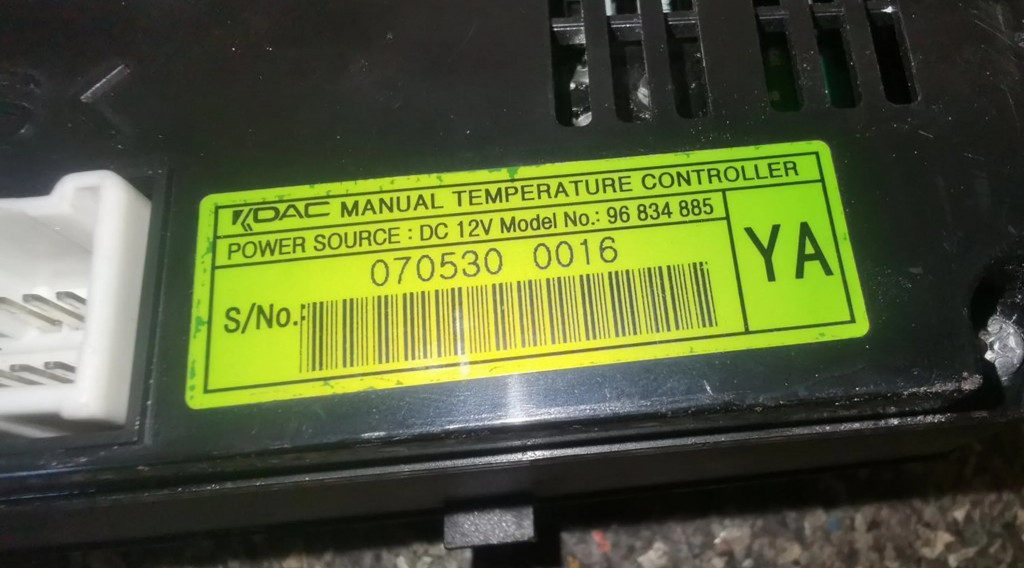 KDAC MANUAL TEMPERATURE CONTROLLER
POWER SOURCE : DC 12V Model No.: 96 834 885
070530 0016
S/No.:
YA